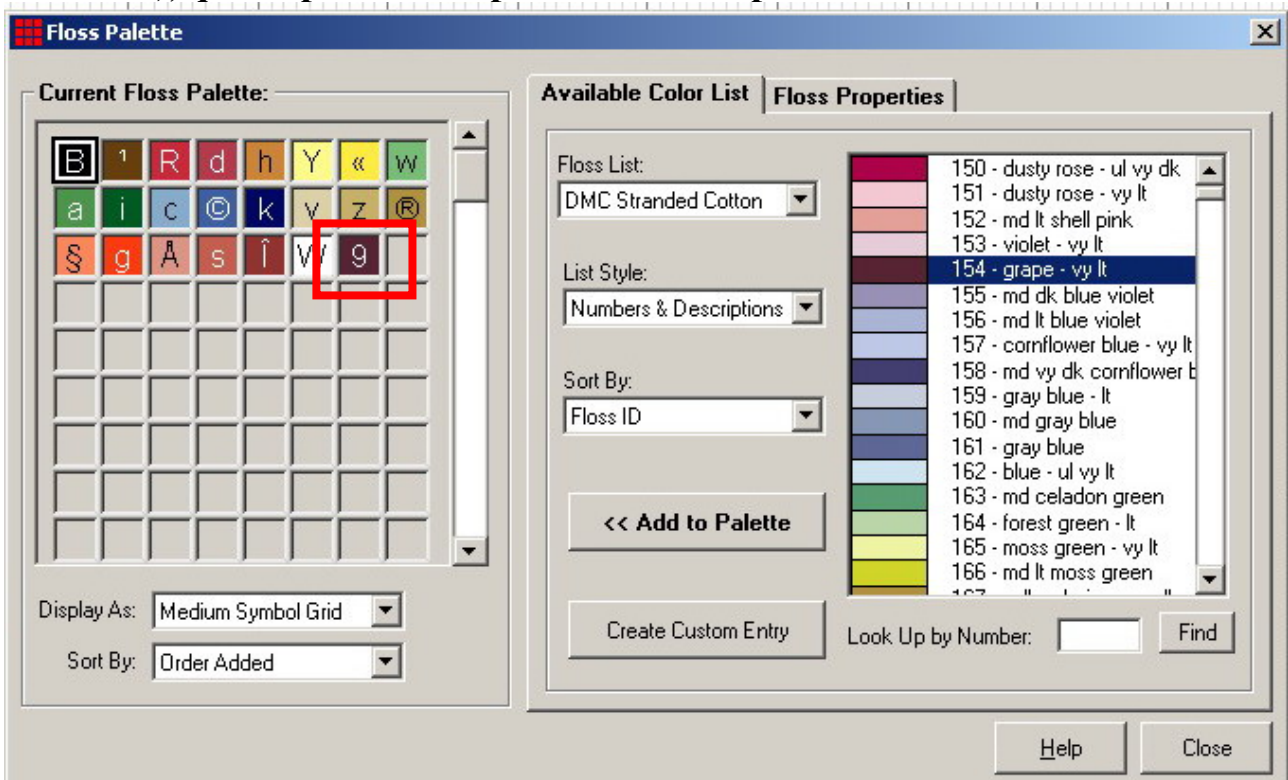 Floss Palette
Current Floss Palette:
B ¹ R d h Y « w
a i c © k v z ®
§ g Å s Î W 9
Display As: Medium Symbol Grid
Sort By: Order Added
Available Color List Floss Properties
Floss List:
DMC Stranded Cotton
List Style:
Numbers & Descriptions
Sort By:
Floss ID
<< Add to Palette
Create Custom Entry
150 - dusty rose - ul vy dk
151 - dusty rose - vy lt
152 - md lt shell pink
153 - violet - vy lt
154 - grape - vy lt
155 - md dk blue violet
156 - md lt blue violet
157 - cornflower blue - vy lt
158 - md vy dk cornflower b
159 - gray blue - lt
160 - md gray blue
161 - gray blue
162 - blue - ul vy lt
163 - md celadon green
164 - forest green - lt
165 - moss green - vy lt
166 - md lt moss green
Look Up by Number: Find
Help Close